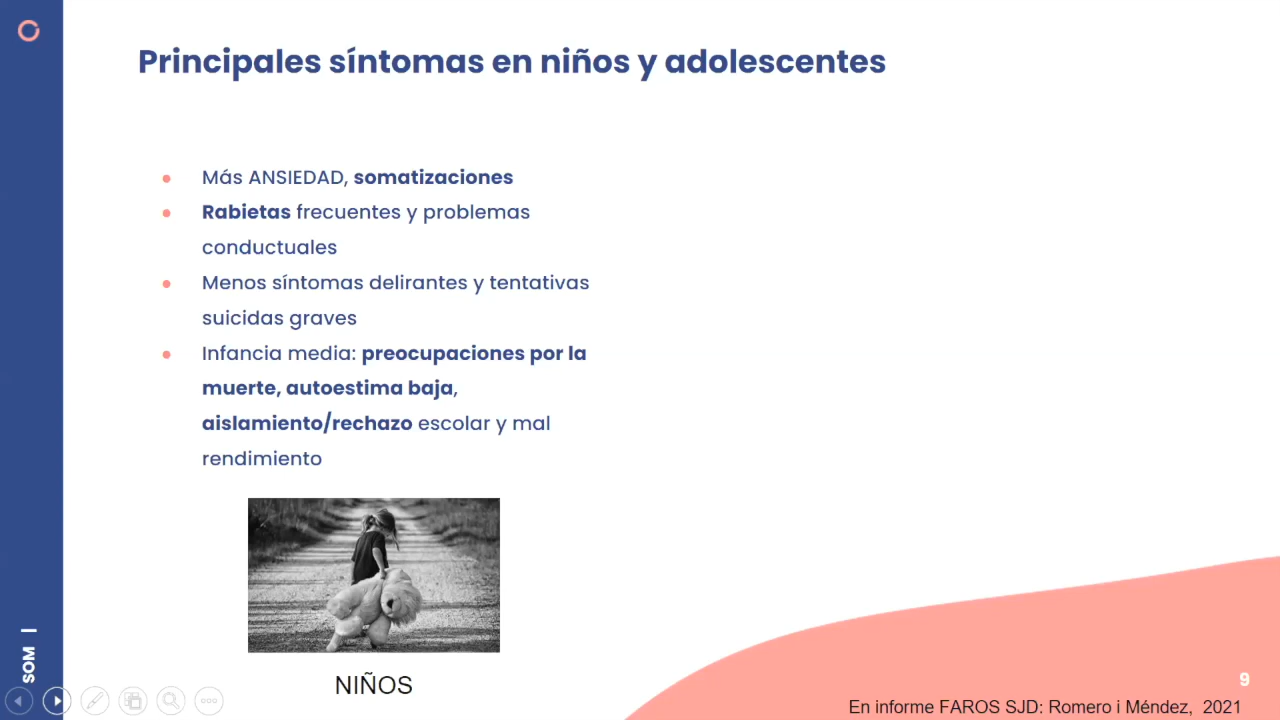 Principales síntomas en niños y adolescentes
Más ANSIEDAD, somatizaciones
Rabietas frecuentes y problemas
conductuales
Menos síntomas delirantes y tentativas
suicidas graves
Infancia media: preocupaciones por la
muerte, autoestima baja,
aislamiento/rechazo escolar y mal
rendimiento
NIÑOS
SOM |
9
En informe FAROS SJD: Romero i Méndez, 2021